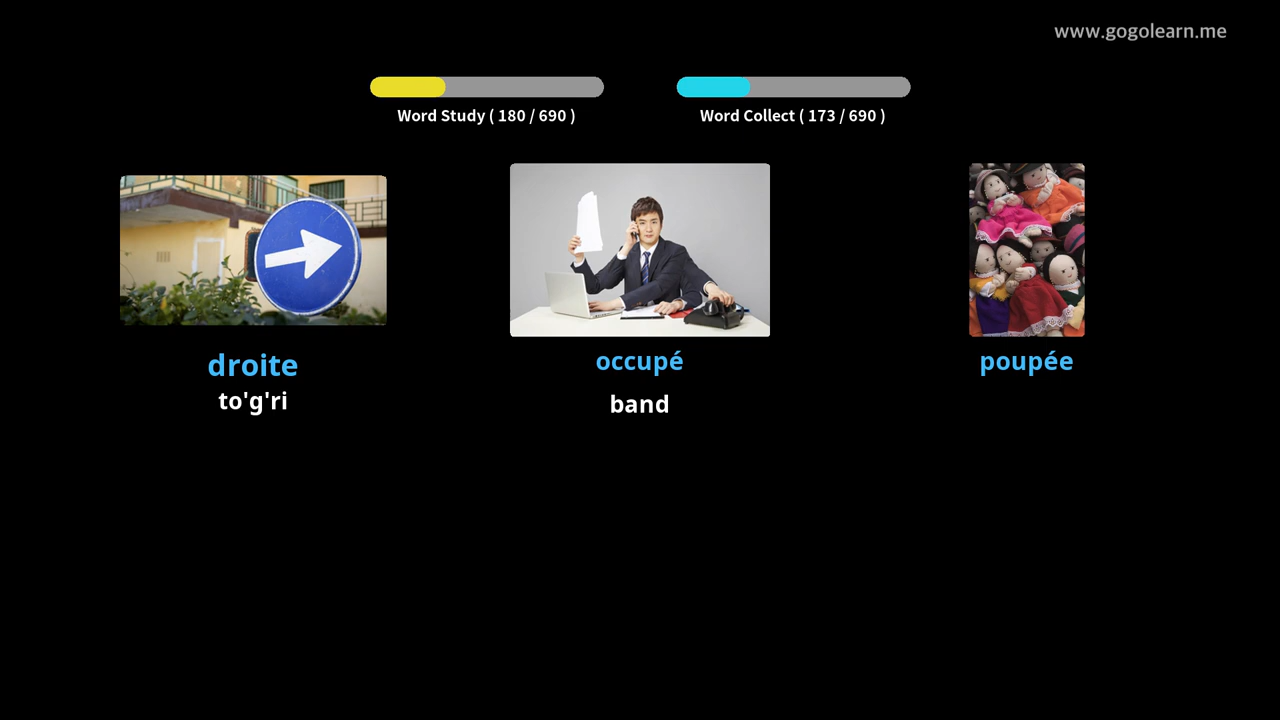 www.gogolearn.me
Word Study ( 180 / 690 )
Word Collect ( 173 / 690 )
droite
to'g'ri
occupé
band
poupée